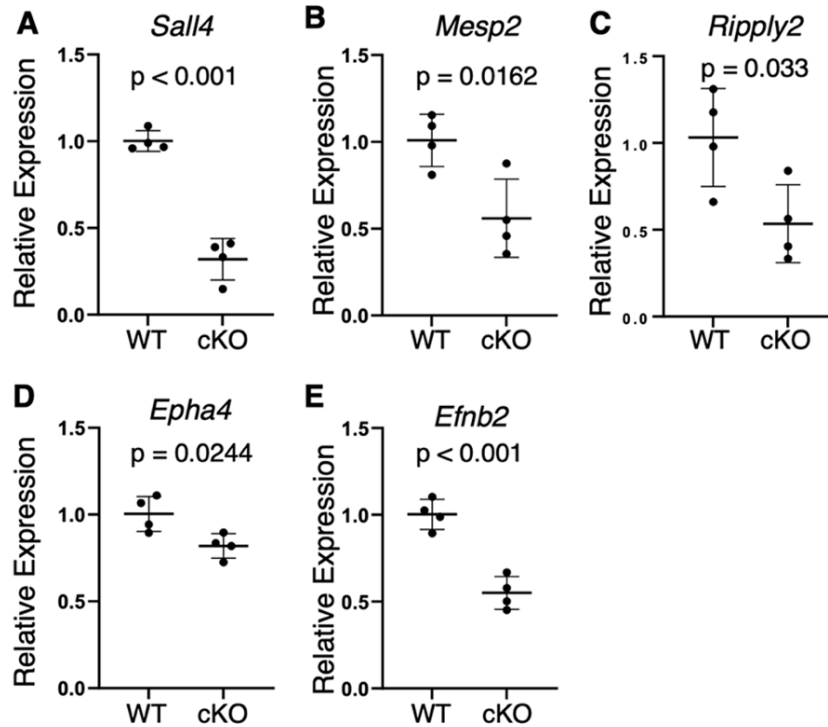 A
Sall4
p < 0.001
Relative Expression
1.5
1.0
0.5
0.0
WT
cKO
B
Mesp2
p = 0.0162
Relative Expression
1.5
1.0
0.5
0.0
WT
cKO
C
Ripply2
p = 0.033
Relative Expression
1.5
1.0
0.5
0.0
WT
cKO
D
Epha4
p = 0.0244
Relative Expression
1.5
1.0
0.5
0.0
WT
cKO
E
Efnb2
p < 0.001
Relative Expression
1.5
1.0
0.5
0.0
WT
cKO